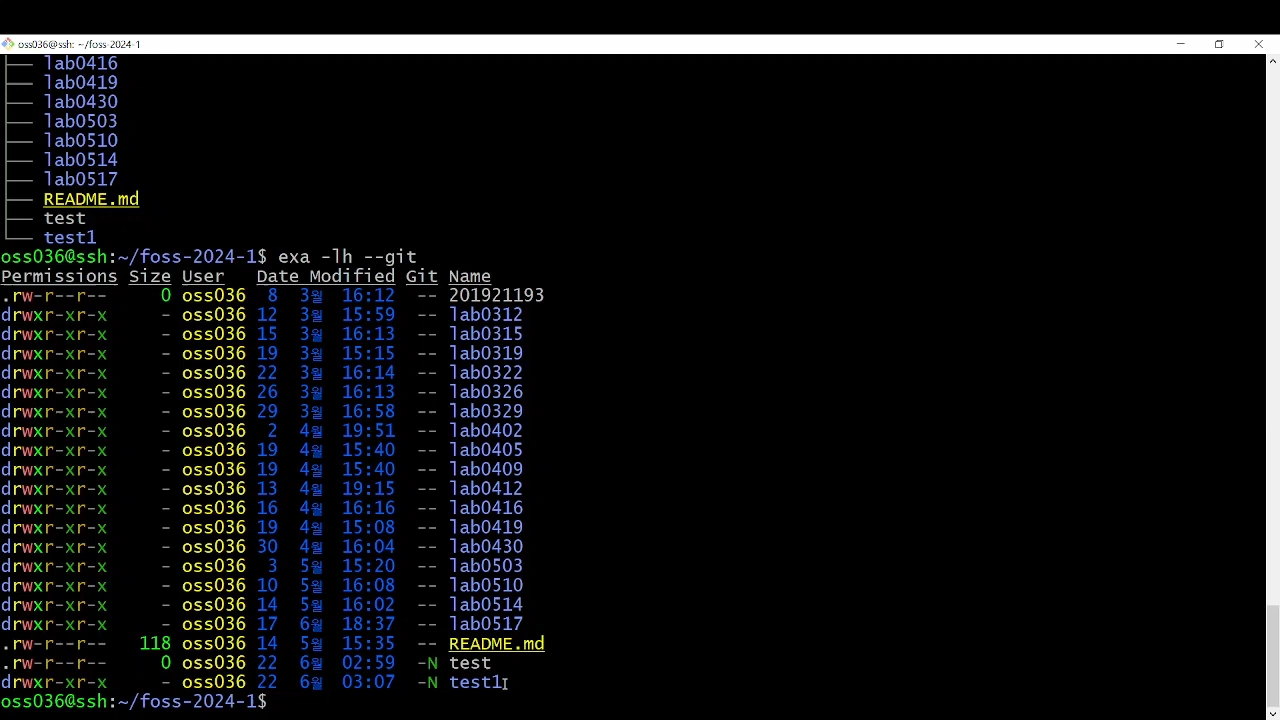 oss036@ssh: ~/foss-2024-1
├── lab0416
├── lab0419
├── lab0430
├── lab0503
├── lab0510
├── lab0514
├── lab0517
├── README.md
├── test
└── test1
oss036@ssh:~/foss-2024-1$ exa -lh --git
Permissions Size User Date Modified Git Name
.rw-r--r-- 0 oss036 8 3월 16:12 -- 201921193
drwxr-xr-x - oss036 12 3월 15:59 -- lab0312
drwxr-xr-x - oss036 15 3월 16:13 -- lab0315
drwxr-xr-x - oss036 19 3월 15:15 -- lab0319
drwxr-xr-x - oss036 22 3월 16:14 -- lab0322
drwxr-xr-x - oss036 26 3월 16:13 -- lab0326
drwxr-xr-x - oss036 29 3월 16:58 -- lab0329
drwxr-xr-x - oss036 2 4월 19:51 -- lab0402
drwxr-xr-x - oss036 19 4월 15:40 -- lab0405
drwxr-xr-x - oss036 19 4월 15:40 -- lab0409
drwxr-xr-x - oss036 13 4월 19:15 -- lab0412
drwxr-xr-x - oss036 16 4월 16:16 -- lab0416
drwxr-xr-x - oss036 19 4월 15:08 -- lab0419
drwxr-xr-x - oss036 30 4월 16:04 -- lab0430
drwxr-xr-x - oss036 3 5월 15:20 -- lab0503
drwxr-xr-x - oss036 10 5월 16:08 -- lab0510
drwxr-xr-x - oss036 14 5월 16:02 -- lab0514
drwxr-xr-x - oss036 17 6월 18:37 -- lab0517
.rw-r--r-- 118 oss036 14 5월 15:35 -- README.md
.rw-r--r-- 0 oss036 22 6월 02:59 -N test
drwxr-xr-x - oss036 22 6월 03:07 -N test1
oss036@ssh:~/foss-2024-1$